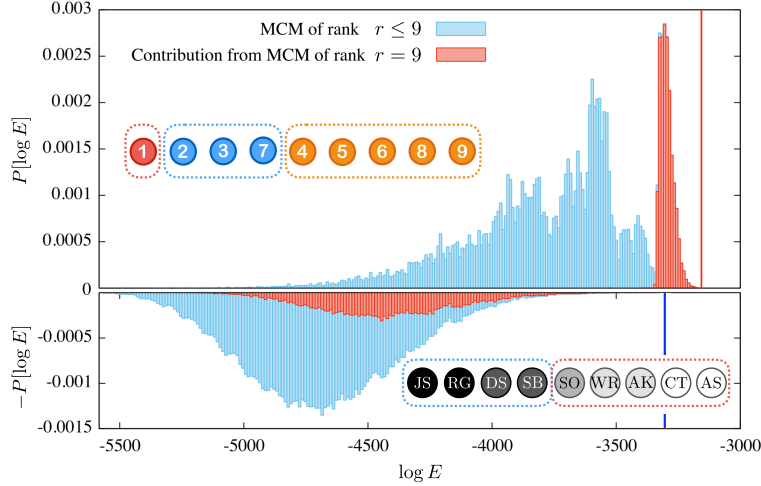 0.003
MCM of rank r ≤ 9
Contribution from MCM of rank r = 9
0.0025
0.002
P[log E]
0.0015
1 2 3 7 4 5 6 8 9
0.001
0.0005
0
-0.0005
-P[log E]
JS RG DS SB SO WR AK CT AS
-0.001
-0.0015
-5500 -5000 -4500 -4000 -3500 -3000
log E